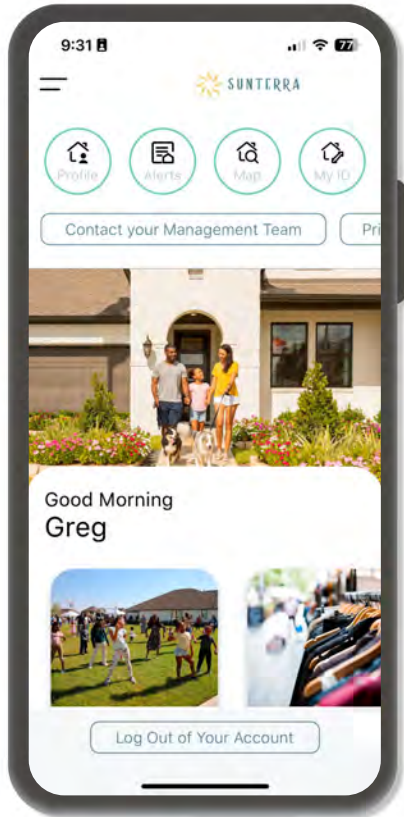 9:31
77
SUNTERRA
Profile
Alerts
Map
My ID
Contact your Management Team
Pri
Good Morning
Greg
Log Out of Your Account